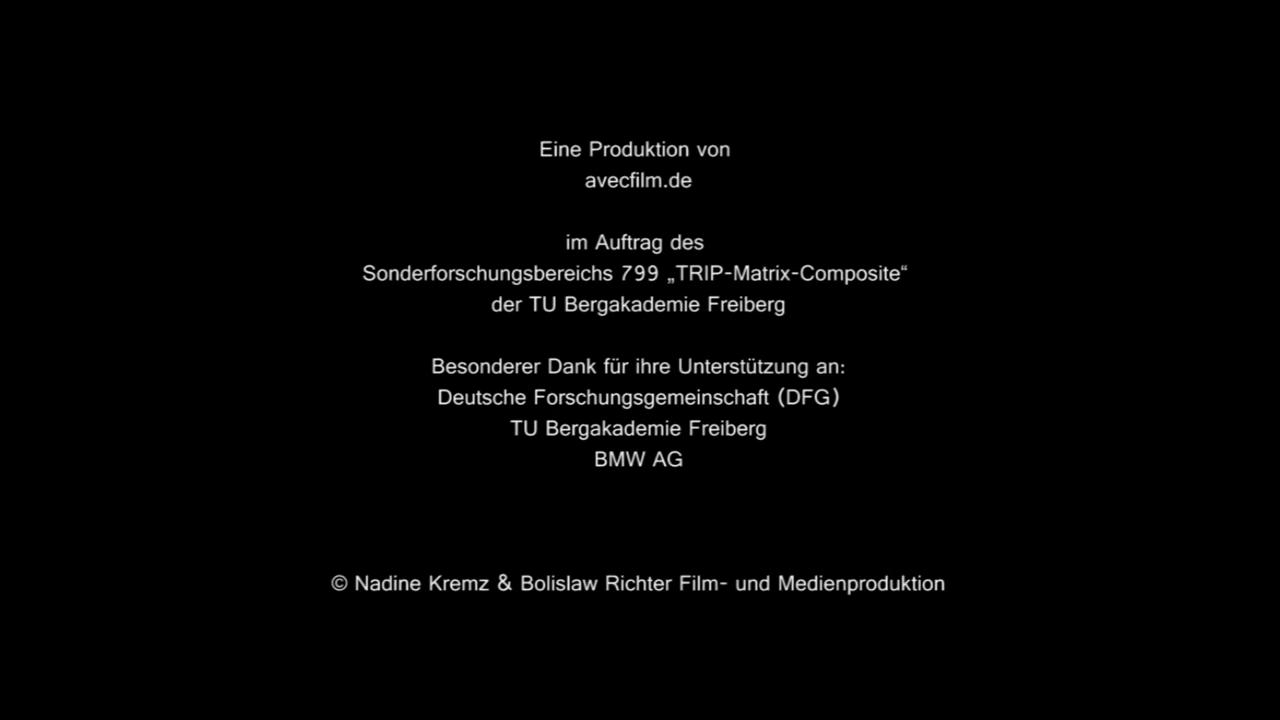 Eine Produktion von
avecfilm.de
im Auftrag des
Sonderforschungsbereichs 799 „TRIP-Matrix-Composite“
der TU Bergakademie Freiberg
Besonderer Dank für ihre Unterstützung an:
Deutsche Forschungsgemeinschaft (DFG)
TU Bergakademie Freiberg
BMW AG
© Nadine Kremz & Bolislaw Richter Film- und Medienproduktion